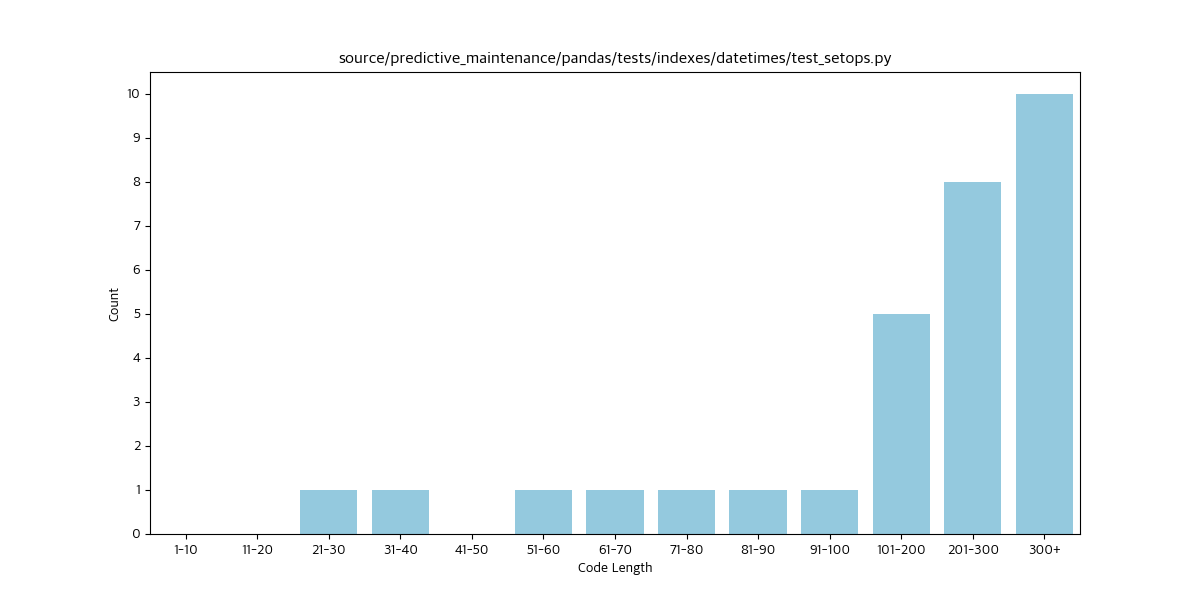 source/predictive_maintenance/pandas/tests/indexes/datetimes/test_setops.py
10
9
8
7
6
5
4
3
2
1
0
Count
1-10 11-20 21-30 31-40 41-50 51-60 61-70 71-80 81-90 91-100 101-200 201-300 300+
Code Length